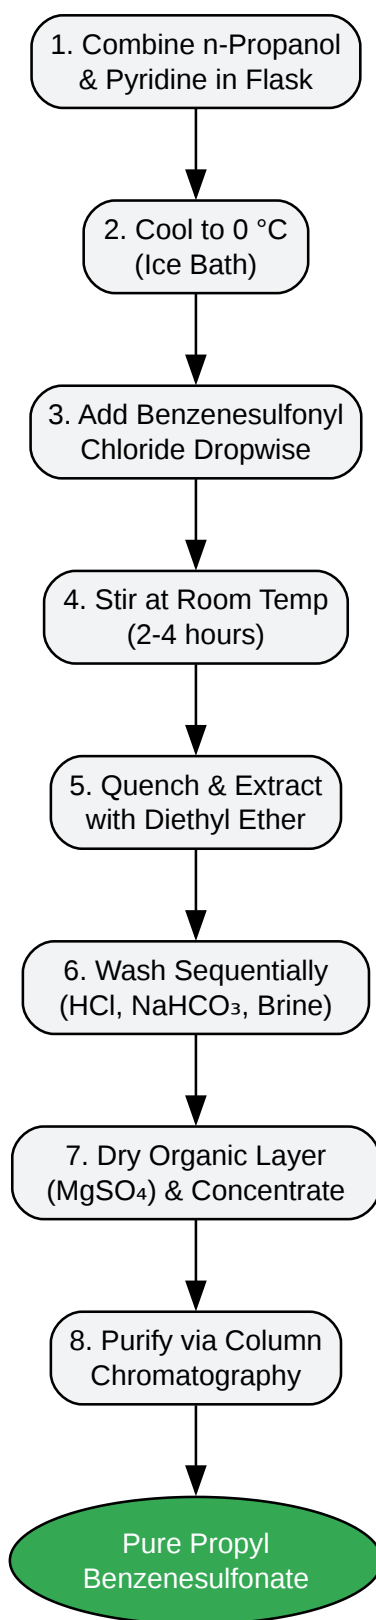 1. Combine n-Propanol
& Pyridine in Flask
2. Cool to 0 °C
(Ice Bath)
3. Add Benzenesulfonyl
Chloride Dropwise
4. Stir at Room Temp
(2-4 hours)
5. Quench & Extract
with Diethyl Ether
6. Wash Sequentially
(HCl, NaHCO₃, Brine)
7. Dry Organic Layer
(MgSO₄) & Concentrate
8. Purify via Column
Chromatography
Pure Propyl
Benzenesulfonate